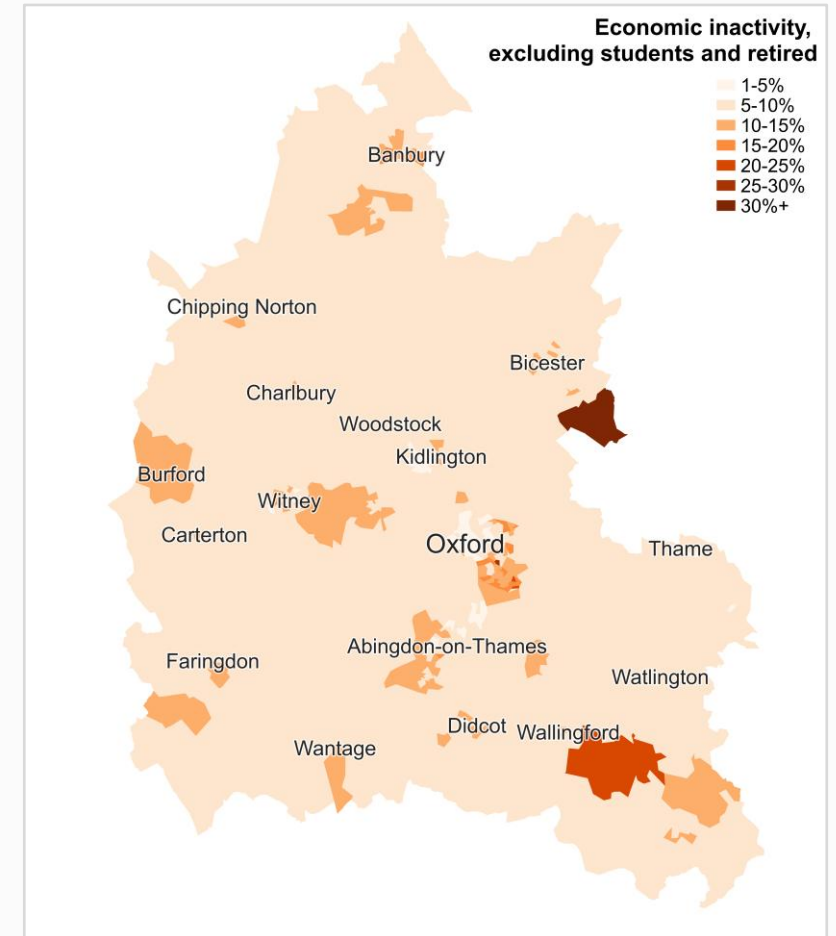 Economic inactivity,
excluding students and retired
1-5%
5-10%
10-15%
15-20%
20-25%
25-30%
30%+
Banbury
Chipping Norton
Bicester
Charlbury
Woodstock
Kidlington
Burford
Witney
Carterton
Oxford
Thame
Abingdon-on-Thames
Faringdon
Watlington
Didcot
Wallingford
Wantage